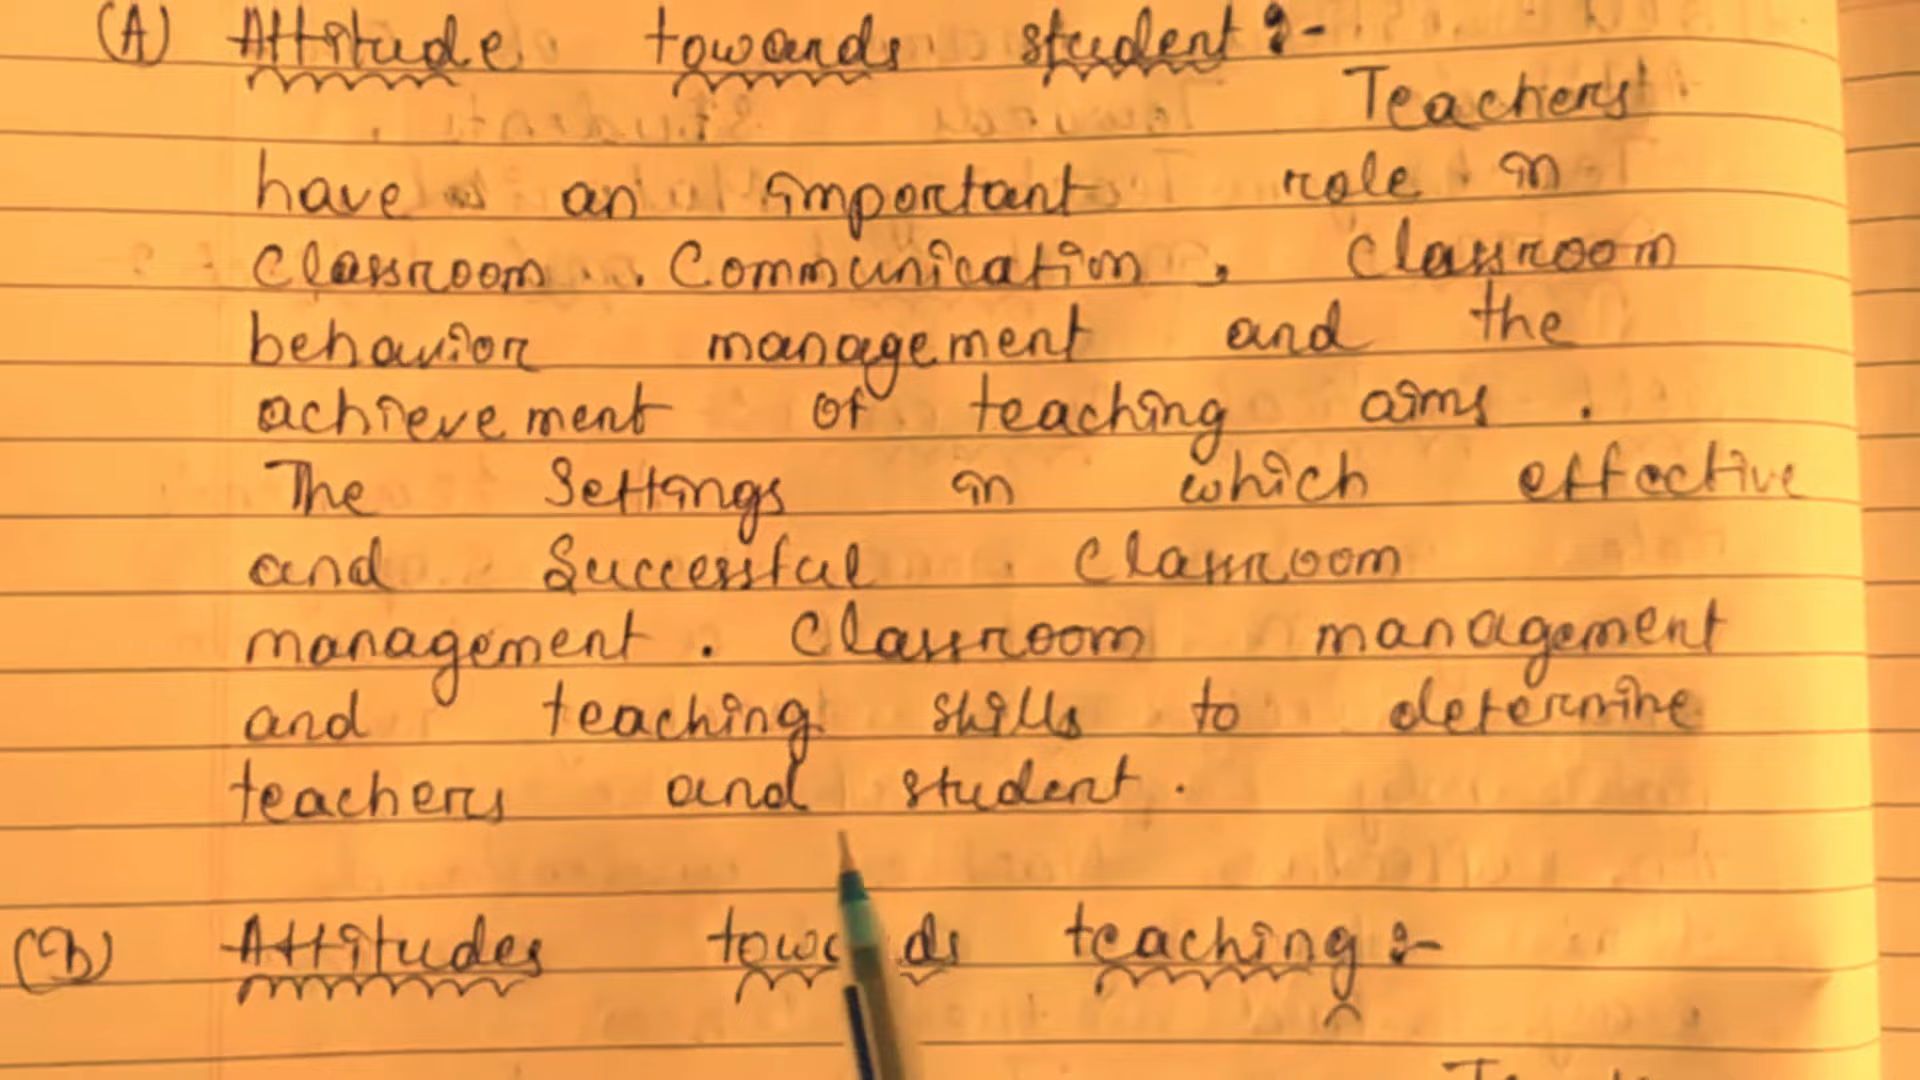 (A) Attitude towards student :-
Teachers
have an important role in
Classroom. Communication, Classroom
behavior management and the
achievement of teaching aims.
The Settings in which effective
and Successful Classroom
management. Classroom management
and teaching skills to determine
teachers and student.
(b) Attitudes towards teaching :-